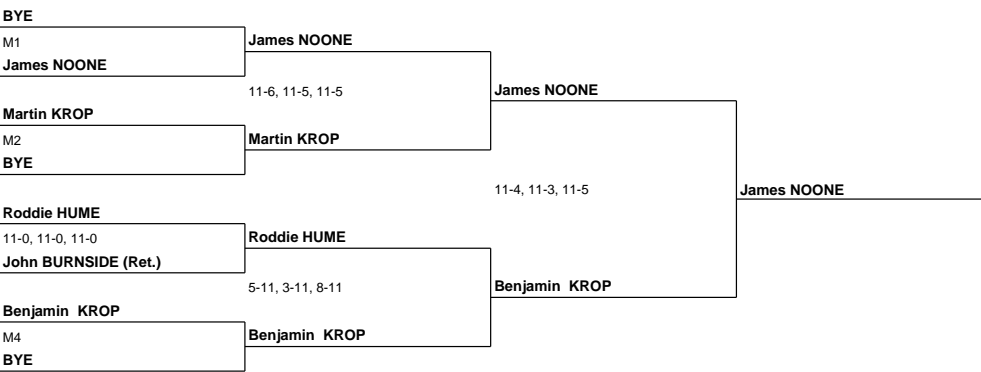 BYE
M1
James NOONE
James NOONE
11-6, 11-5, 11-5
James NOONE
Martin KROP
M2
Martin KROP
BYE
11-4, 11-3, 11-5
James NOONE
Roddie HUME
11-0, 11-0, 11-0
Roddie HUME
John BURNSIDE (Ret.)
5-11, 3-11, 8-11
Benjamin KROP
Benjamin KROP
M4
Benjamin KROP
BYE